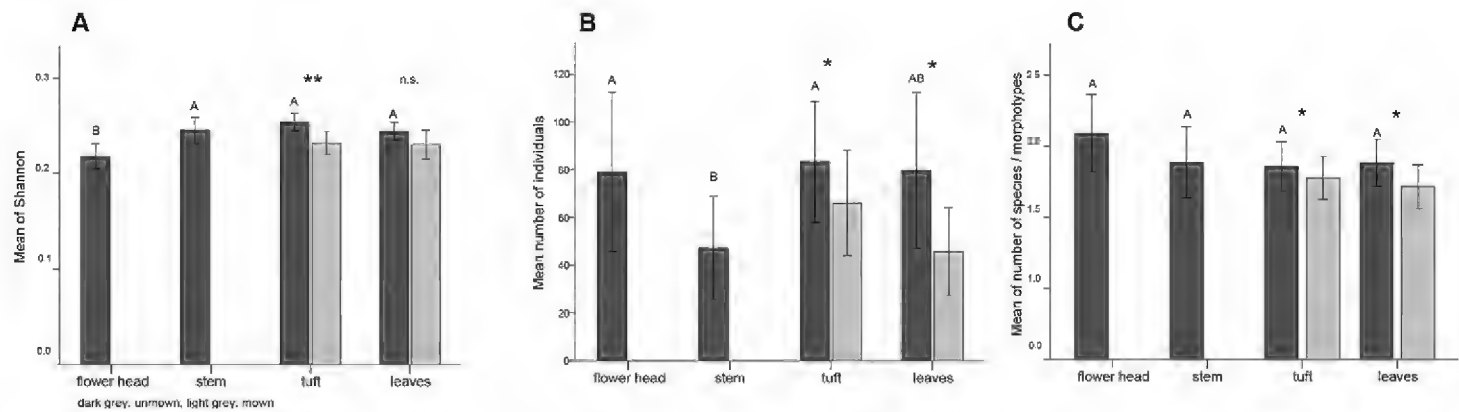 A
Mean of Shannon
0.3
0.2
0.1
0.0
B
A
A
**
A
n.s.
flower head
stem
tuft
leaves
dark grey, unmown, light grey, mown
B
Mean number of individuals
120
100
80
60
40
20
0
A
B
A
*
AB
*
flower head
stem
tuft
leaves
C
Mean of number of species / morphotypes
2.5
2.0
1.5
1.0
0.0
A
A
A
*
A
*
flower head
stem
tuft
leaves